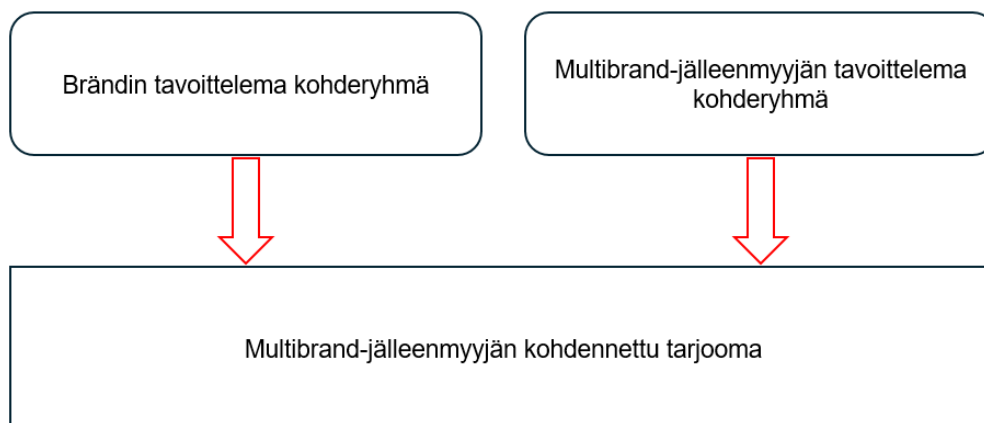 Brändin tavoittelema kohderyhmä
Multibrand-jälleenmyyjän tavoittelema
kohderyhmä
Multibrand-jälleenmyyjän kohdennettu tarjooma